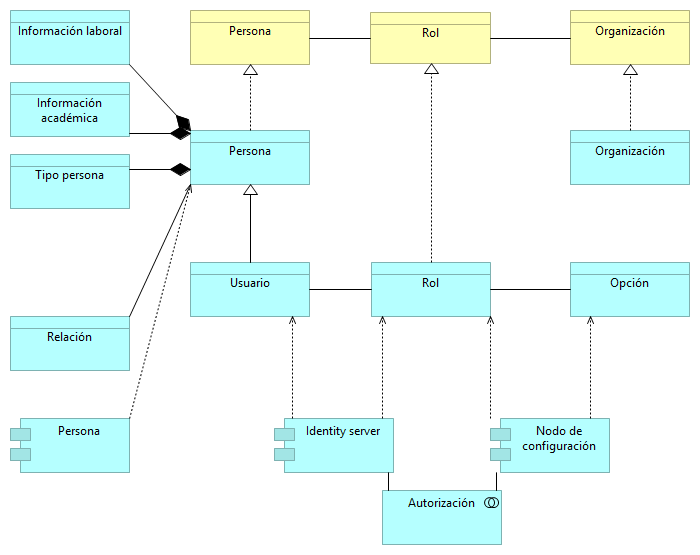 Información laboral
Persona
Rol
Organización
Información
académica
Persona
Organización
Tipo persona
Usuario
Rol
Opción
Relación
Persona
Identity server
Nodo de
configuración
Autorización